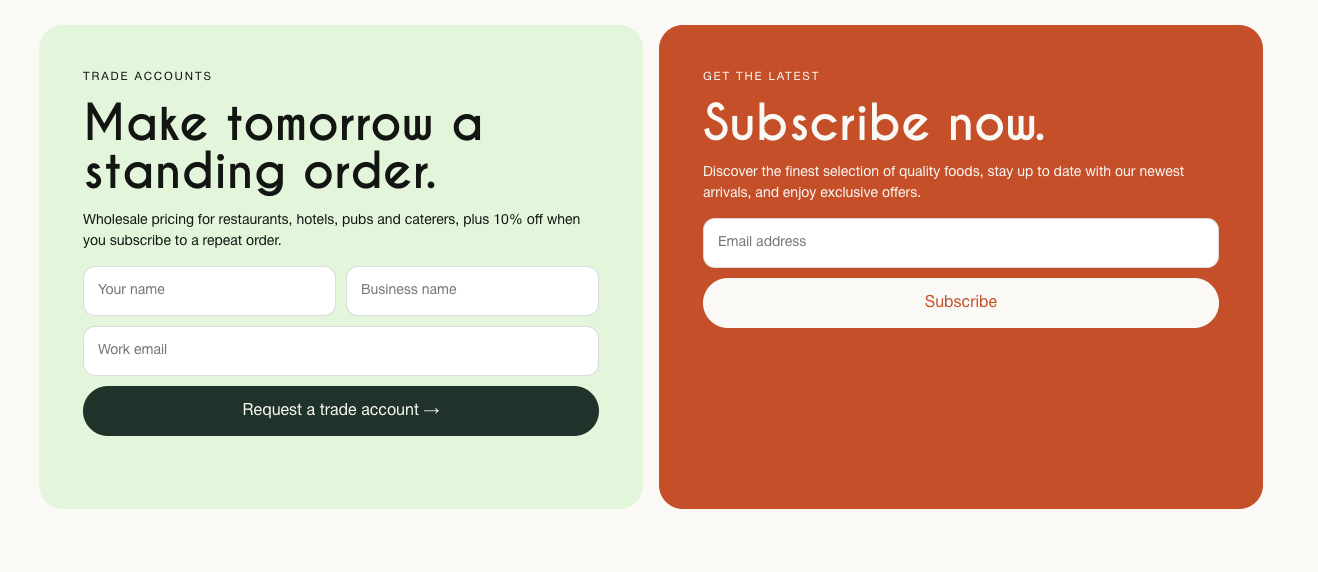 TRADE ACCOUNTS
Make tomorrow a
standing order.
Wholesale pricing for restaurants, hotels, pubs and caterers, plus 10% off when
you subscribe to a repeat order.
Your name
Business name
Work email
Request a trade account →
GET THE LATEST
Subscribe now.
Discover the finest selection of quality foods, stay up to date with our newest
arrivals, and enjoy exclusive offers.
Email address
Subscribe